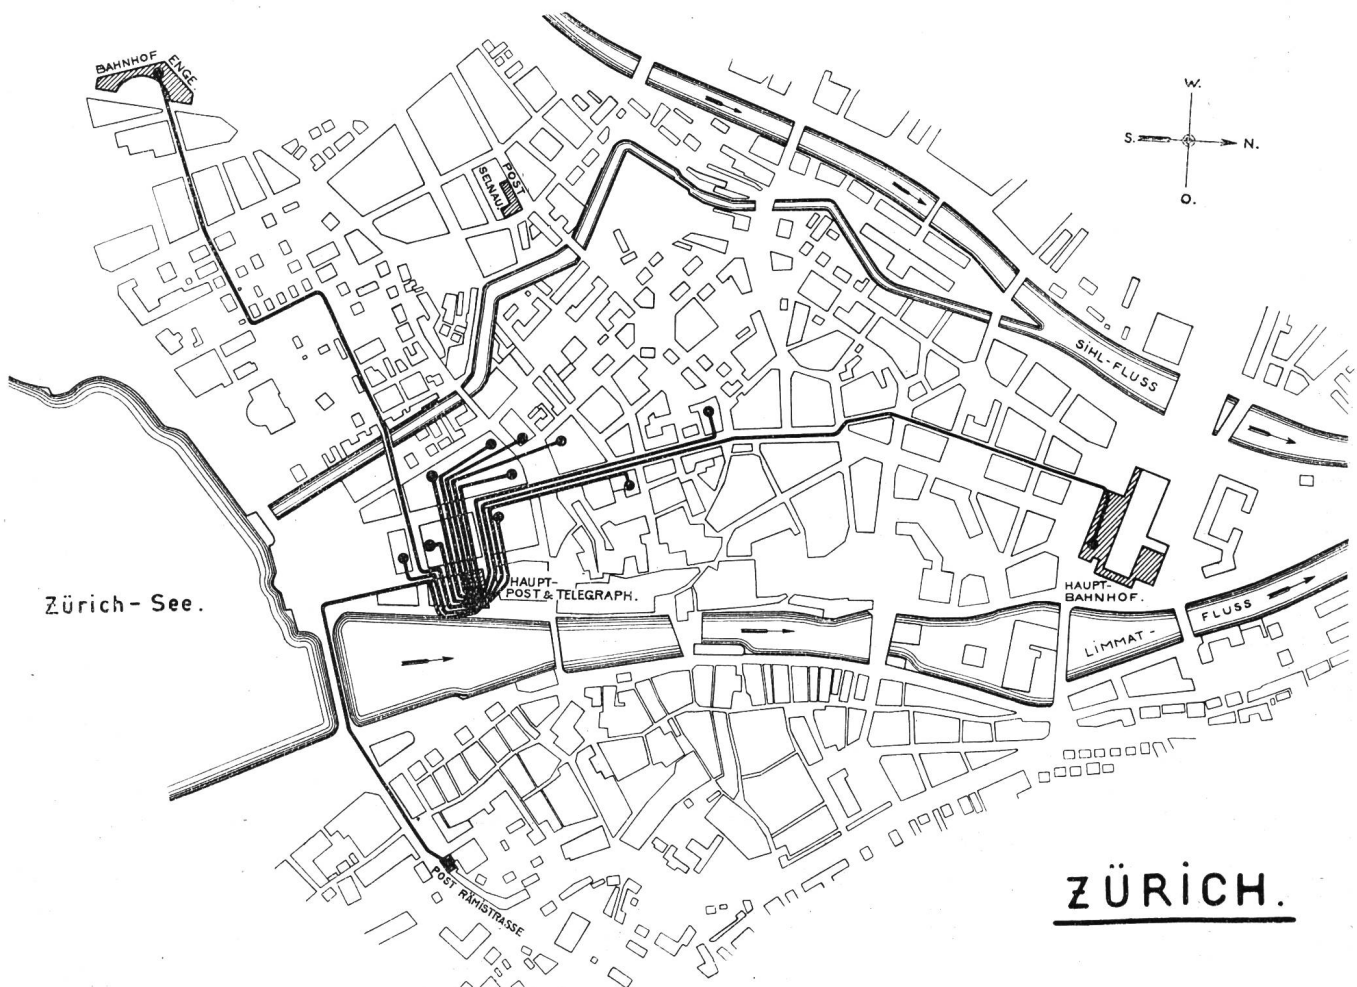 BAHNHOF
ENGE.
W.
S.
N.
O.
POST
SELNAU.
SIHL-FLUSS
HAUPT-
POST & TELEGRAPH.
HAUPT-
BAHNHOF.
Zürich-See.
LIMMAT-
FLUSS
POST RÄMISTRASSE
ZÜRICH.